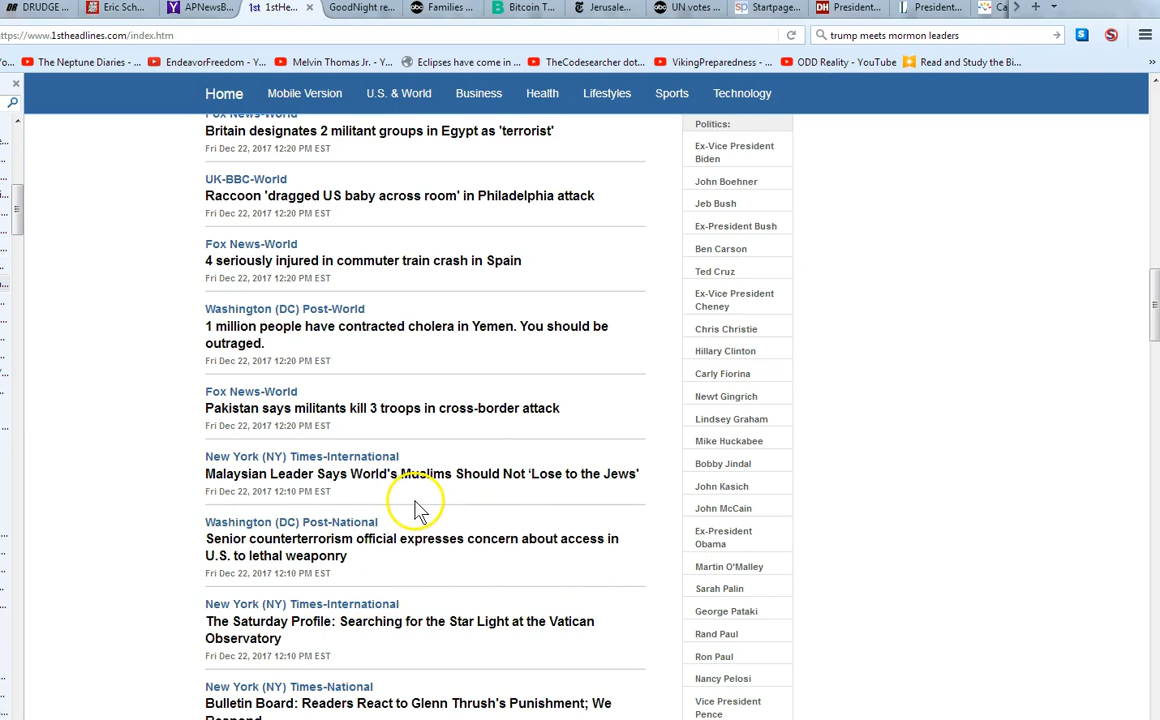 DRUDGE
Eric Sch...
APNewsB...
1st 1stHe...
GoodNight re...
Families ...
Bitcoin T...
Jerusale...
UN votes ...
Startpage...
President...
President...
Ca
ttps://www.1stheadlines.com/index.htm
trump meets mormon leaders
o...
The Neptune Diaries - ...
EndeavorFreedom - Y...
Melvin Thomas Jr. - Y...
Eclipses have come in ...
TheCodesearcher dot...
VikingPreparedness - ...
ODD Reality - YouTube
Read and Study the Bi...
Home
Mobile Version
U.S. & World
Business
Health
Lifestyles
Sports
Technology
Fox News-World
Britain designates 2 militant groups in Egypt as 'terrorist'
Fri Dec 22, 2017 12:20 PM EST
UK-BBC-World
Raccoon 'dragged US baby across room' in Philadelphia attack
Fri Dec 22, 2017 12:20 PM EST
Fox News-World
4 seriously injured in commuter train crash in Spain
Fri Dec 22, 2017 12:20 PM EST
Washington (DC) Post-World
1 million people have contracted cholera in Yemen. You should be
outraged.
Fri Dec 22, 2017 12:20 PM EST
Fox News-World
Pakistan says militants kill 3 troops in cross-border attack
Fri Dec 22, 2017 12:20 PM EST
New York (NY) Times-International
Malaysian Leader Says World's Muslims Should Not ‘Lose to the Jews’
Fri Dec 22, 2017 12:10 PM EST
Washington (DC) Post-National
Senior counterterrorism official expresses concern about access in
U.S. to lethal weaponry
Fri Dec 22, 2017 12:10 PM EST
New York (NY) Times-International
The Saturday Profile: Searching for the Star Light at the Vatican
Observatory
Fri Dec 22, 2017 12:10 PM EST
New York (NY) Times-National
Bulletin Board: Readers React to Glenn Thrush's Punishment; We
Respond
Politics:
Ex-Vice President
Biden
John Boehner
Jeb Bush
Ex-President Bush
Ben Carson
Ted Cruz
Ex-Vice President
Cheney
Chris Christie
Hillary Clinton
Carly Fiorina
Newt Gingrich
Lindsey Graham
Mike Huckabee
Bobby Jindal
John Kasich
John McCain
Ex-President
Obama
Martin O'Malley
Sarah Palin
George Pataki
Rand Paul
Ron Paul
Nancy Pelosi
Vice President
Pence